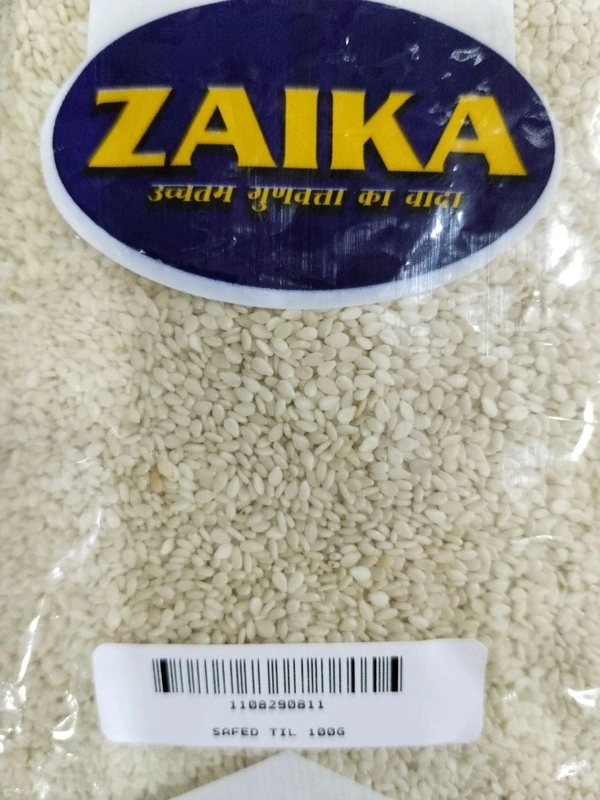 ZAIKA
उच्चतम गुणवत्ता का वादा
1108290811
SAFED TIL 100G